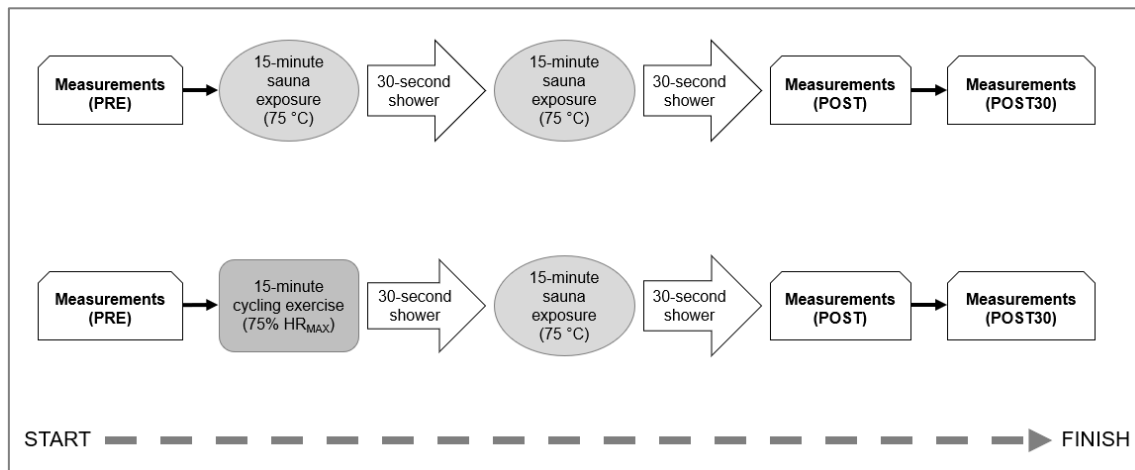 Measurements
(PRE)
15-minute
sauna
exposure
(75 °C)
30-second
shower
15-minute
sauna
exposure
(75 °C)
30-second
shower
Measurements
(POST)
Measurements
(POST30)
Measurements
(PRE)
15-minute
cycling exercise
(75% HRMAX)
30-second
shower
15-minute
sauna
exposure
(75 °C)
30-second
shower
Measurements
(POST)
Measurements
(POST30)
START
FINISH